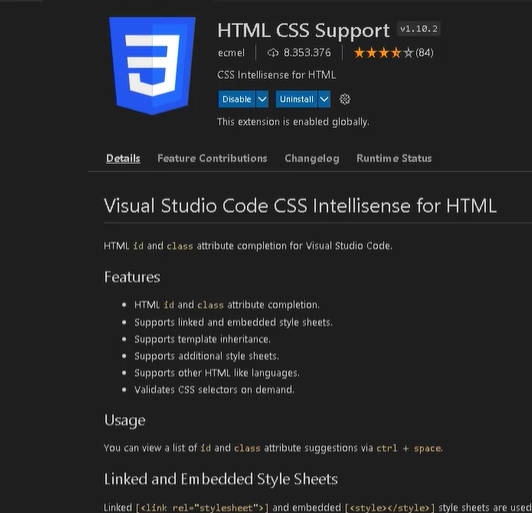 HTML CSS Support v1.10.2
ecmel 8.353.376 (84)
CSS Intellisense for HTML
Disable Uninstall
This extension is enabled globally.
Details Feature Contributions Changelog Runtime Status
Visual Studio Code CSS Intellisense for HTML
HTML id and class attribute completion for Visual Studio Code.
Features
• HTML id and class attribute completion.
• Supports linked and embedded style sheets.
• Supports template inheritance.
• Supports additional style sheets.
• Supports other HTML like languages.
• Validates CSS selectors on demand.
Usage
You can view a list of id and class attribute suggestions via ctrl + space.
Linked and Embedded Style Sheets
Linked [<link rel="stylesheet">] and embedded [<style></style>] style sheets are used